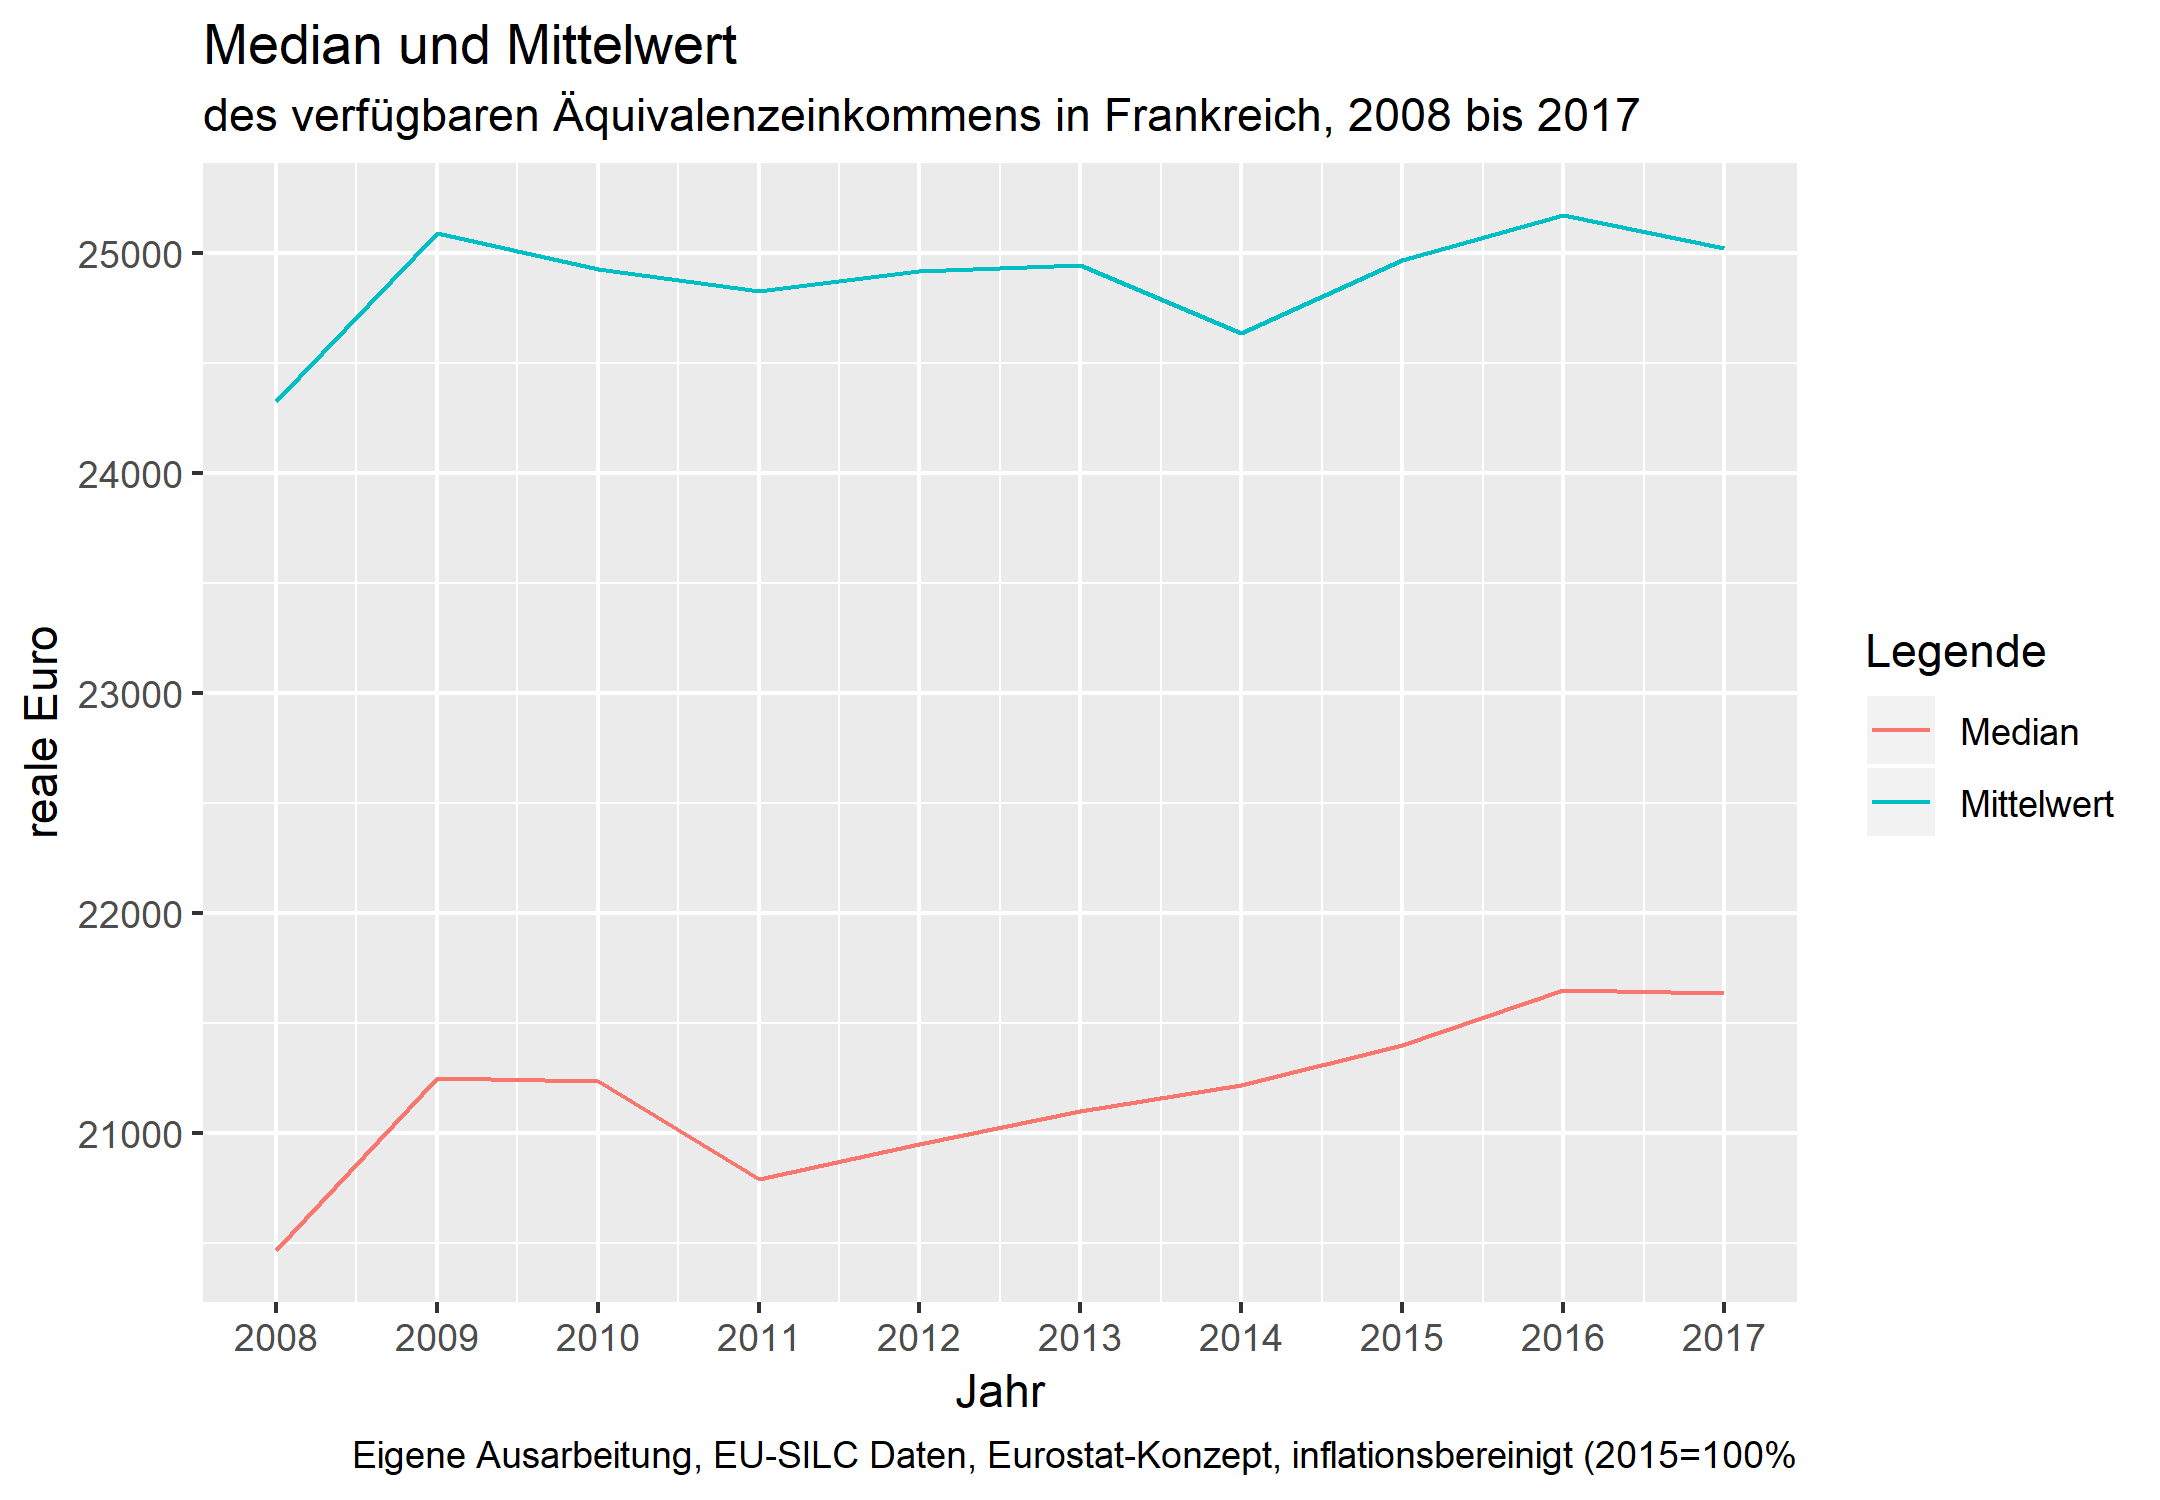 Median und Mittelwert
des verfügbaren Äquivalenzeinkommens in Frankreich, 2008 bis 2017
25000
24000
23000
22000
21000
reale Euro
2008 2009 2010 2011 2012 2013 2014 2015 2016 2017
Jahr
Legende
Median
Mittelwert
Eigene Ausarbeitung, EU-SILC Daten, Eurostat-Konzept, inflationsbereinigt (2015=100%